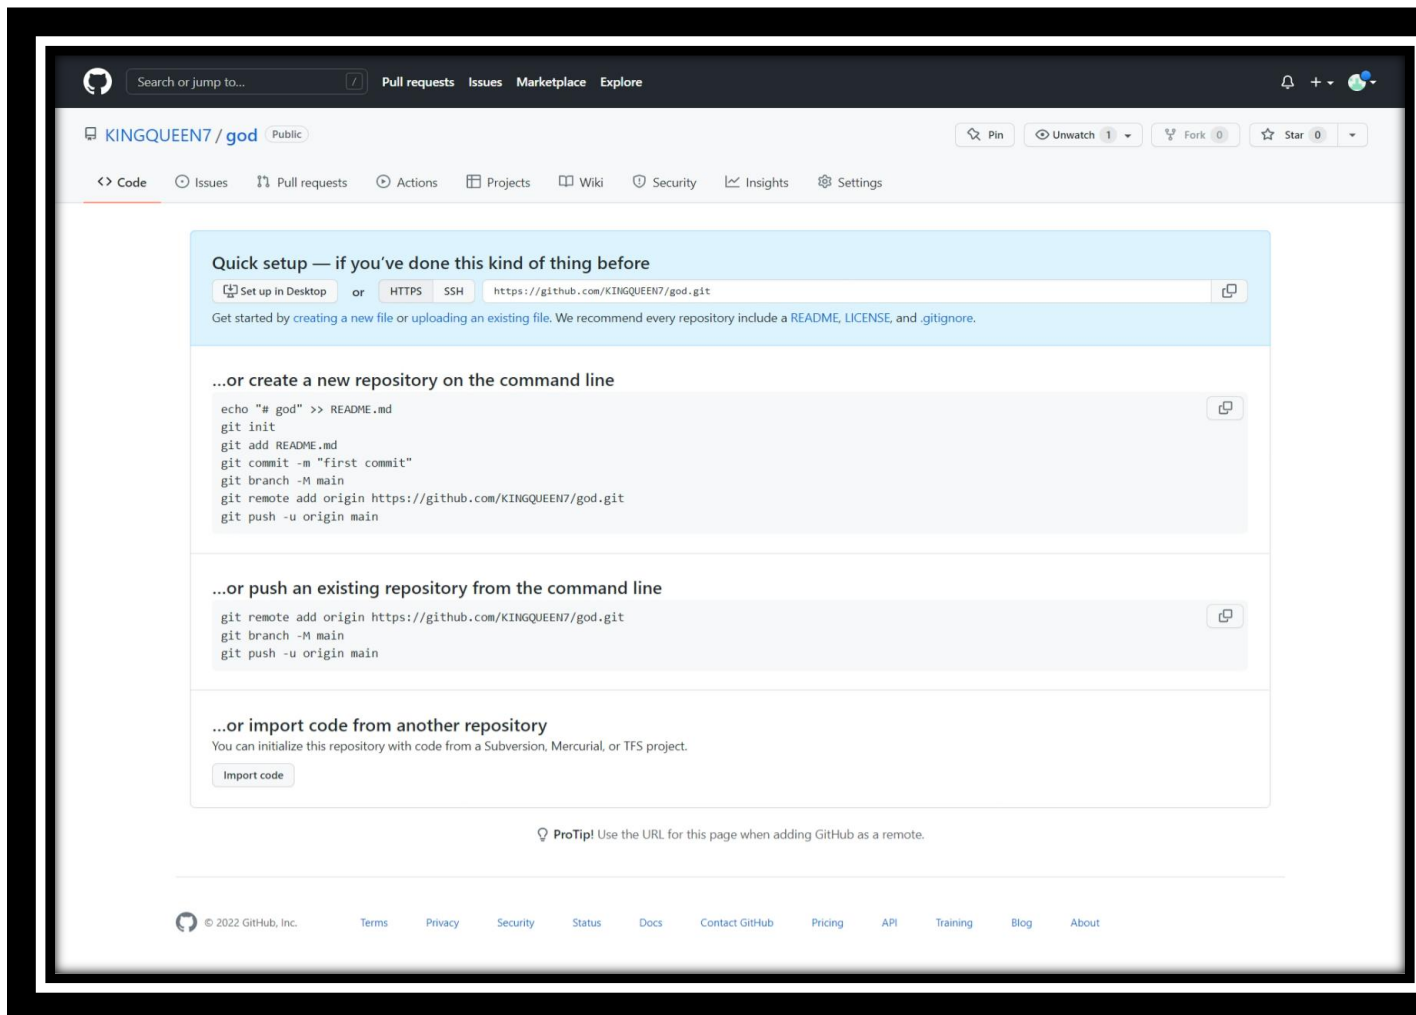 Search or jump to... / Pull requests Issues Marketplace Explore
KINGQUEEN7 / god Public Pin Unwatch 1 Fork 0 Star 0
<> Code Issues Pull requests Actions Projects Wiki Security Insights Settings
Quick setup — if you've done this kind of thing before
Set up in Desktop or HTTPS SSH https://github.com/KINGQUEEN7/god.git
Get started by creating a new file or uploading an existing file. We recommend every repository include a README, LICENSE, and .gitignore.
...or create a new repository on the command line
echo "# god" >> README.md
git init
git add README.md
git commit -m "first commit"
git branch -M main
git remote add origin https://github.com/KINGQUEEN7/god.git
git push -u origin main
...or push an existing repository from the command line
git remote add origin https://github.com/KINGQUEEN7/god.git
git branch -M main
git push -u origin main
...or import code from another repository
You can initialize this repository with code from a Subversion, Mercurial, or TFS project.
Import code
ProTip! Use the URL for this page when adding GitHub as a remote.
© 2022 GitHub, Inc. Terms Privacy Security Status Docs Contact GitHub Pricing API Training Blog About